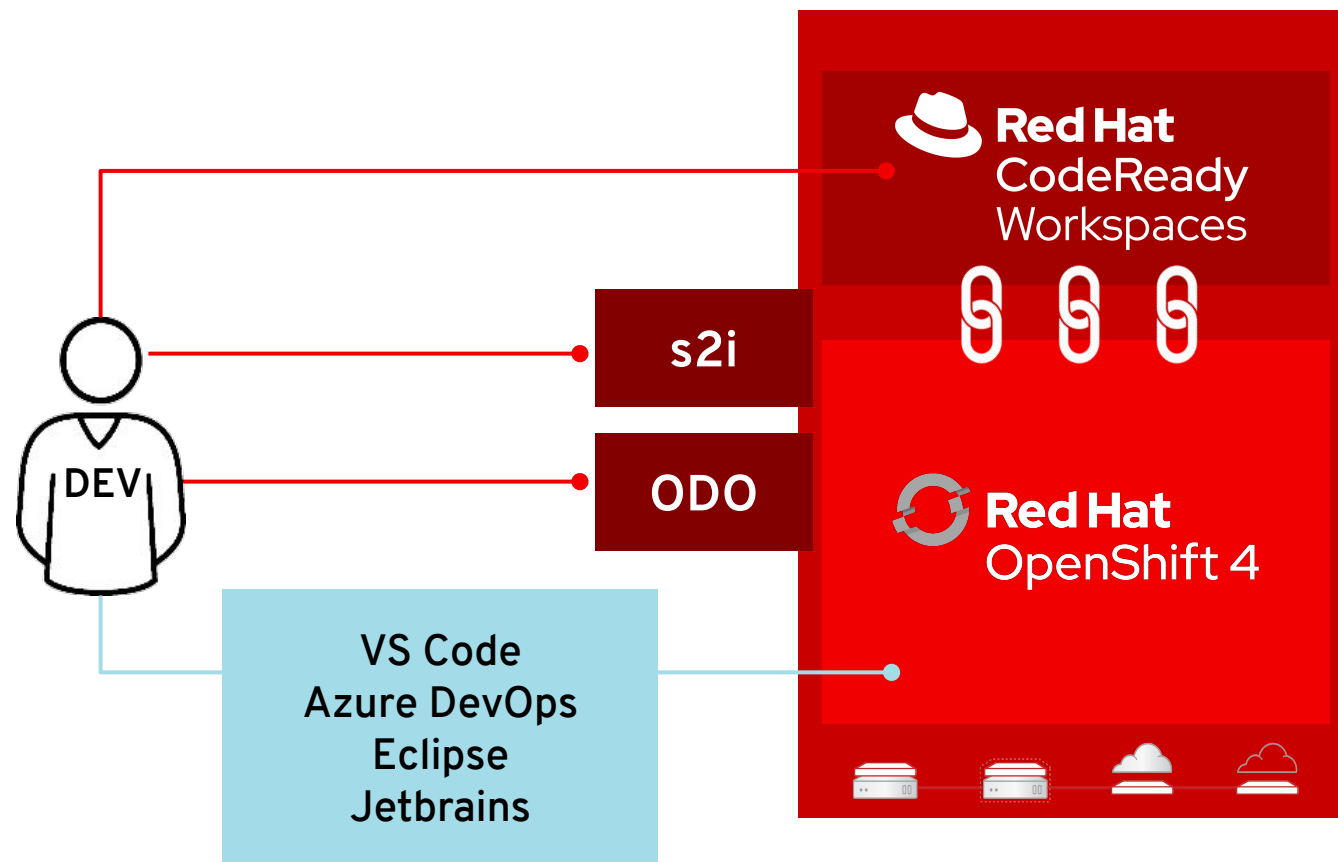 Red Hat
CodeReady
Workspaces
s2i
ODO
DEV
Red Hat
OpenShift 4
VS Code
Azure DevOps
Eclipse
Jetbrains